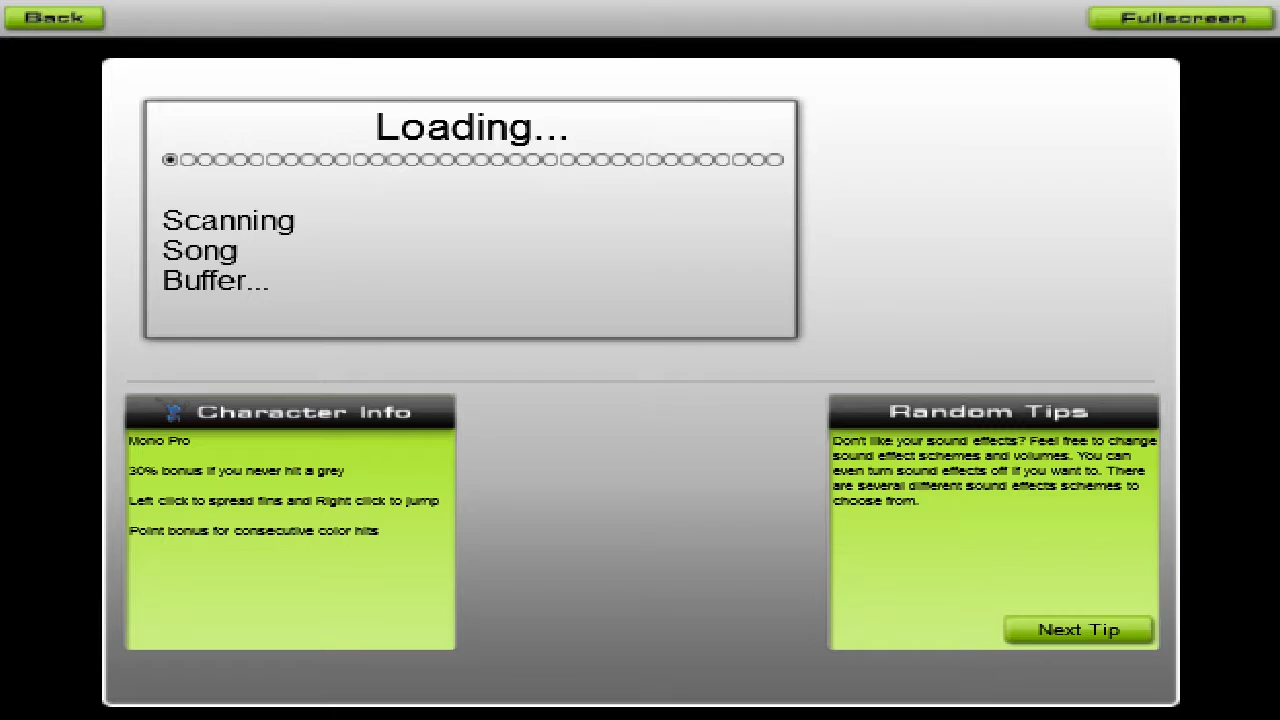 Back
Fullscreen
Loading...
Scanning
Song
Buffer...
Character Info
Mono Pro
30% bonus if you never hit a grey
Left click to spread fins and Right click to jump
Point bonus for consecutive color hits
Random Tips
Don't like your sound effects? Feel free to change
sound effect schemes and volumes. You can
even turn sound effects off if you want to. There
are several different sound effects schemes to
choose from.
Next Tip